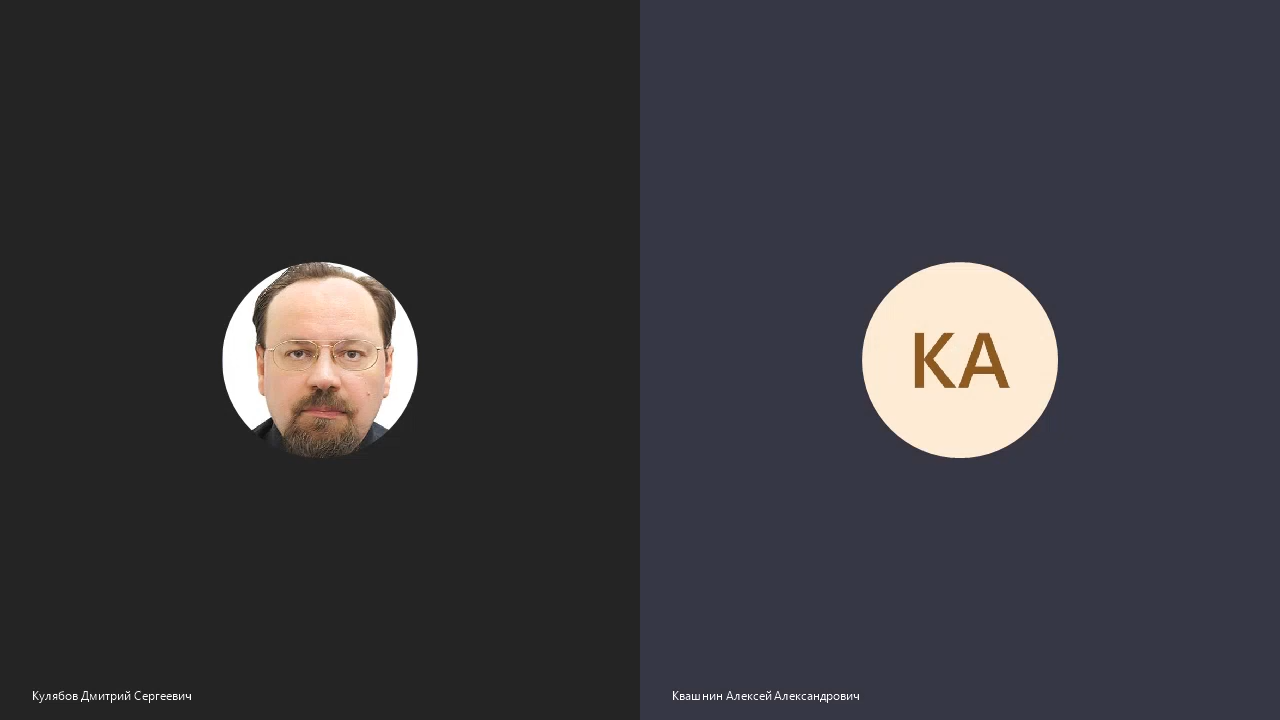 КА
Кулябов Дмитрий Сергеевич
Квашнин Алексей Александрович